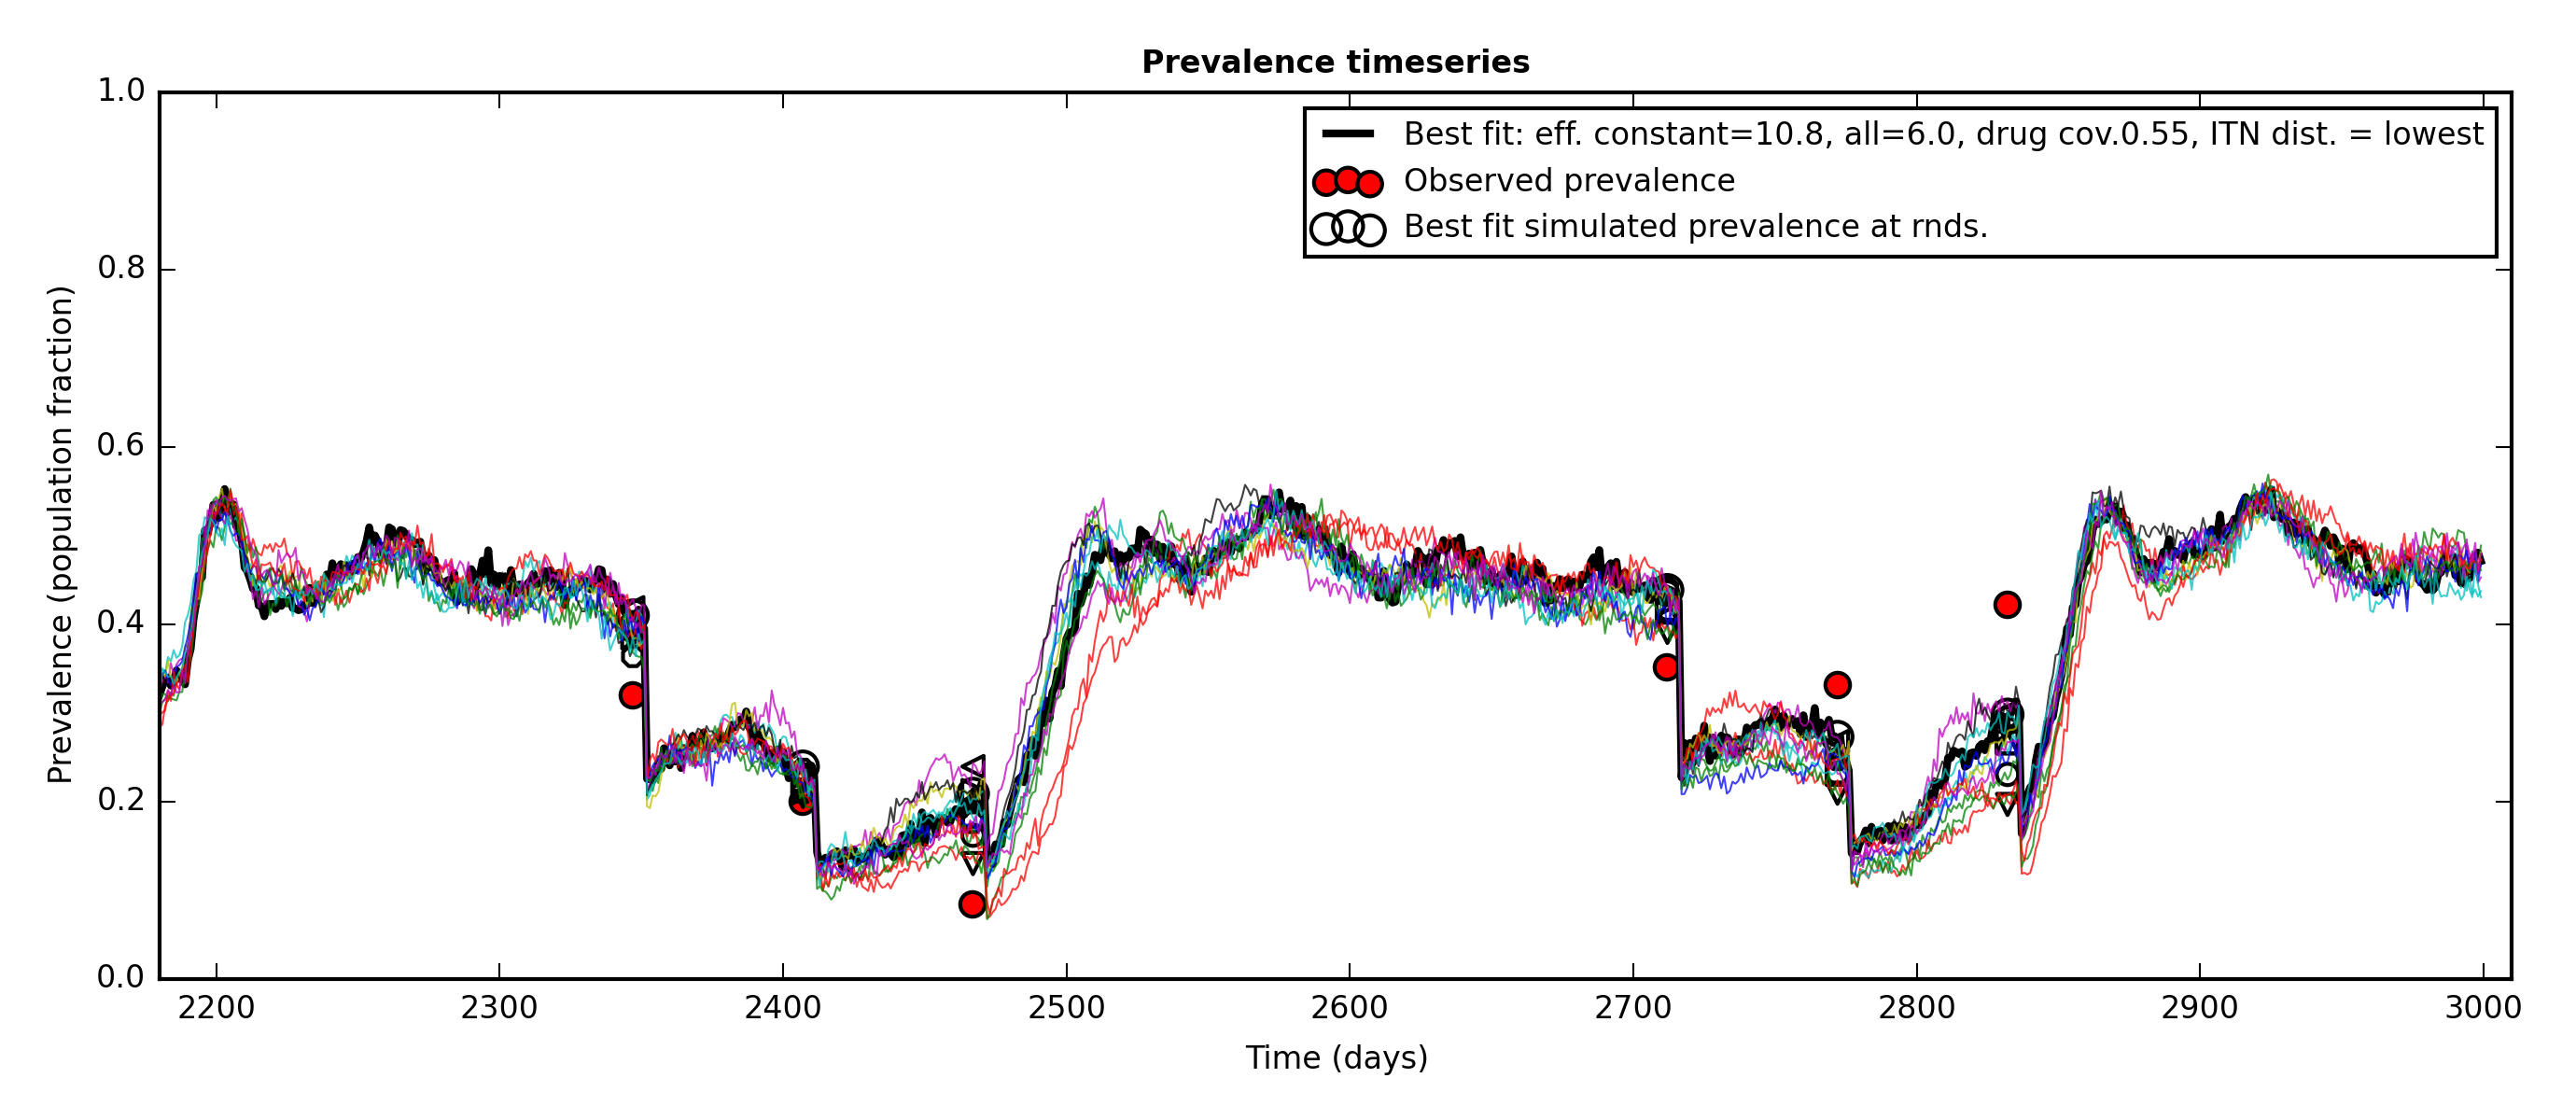 Prevalence timeseries
Best fit: eff. constant=10.8, all=6.0, drug cov.0.55, ITN dist. = lowest
Observed prevalence
Best fit simulated prevalence at rnds.
Prevalence (population fraction)
1.0
0.8
0.6
0.4
0.2
0.0
2200 2300 2400 2500 2600 2700 2800 2900 3000
Time (days)